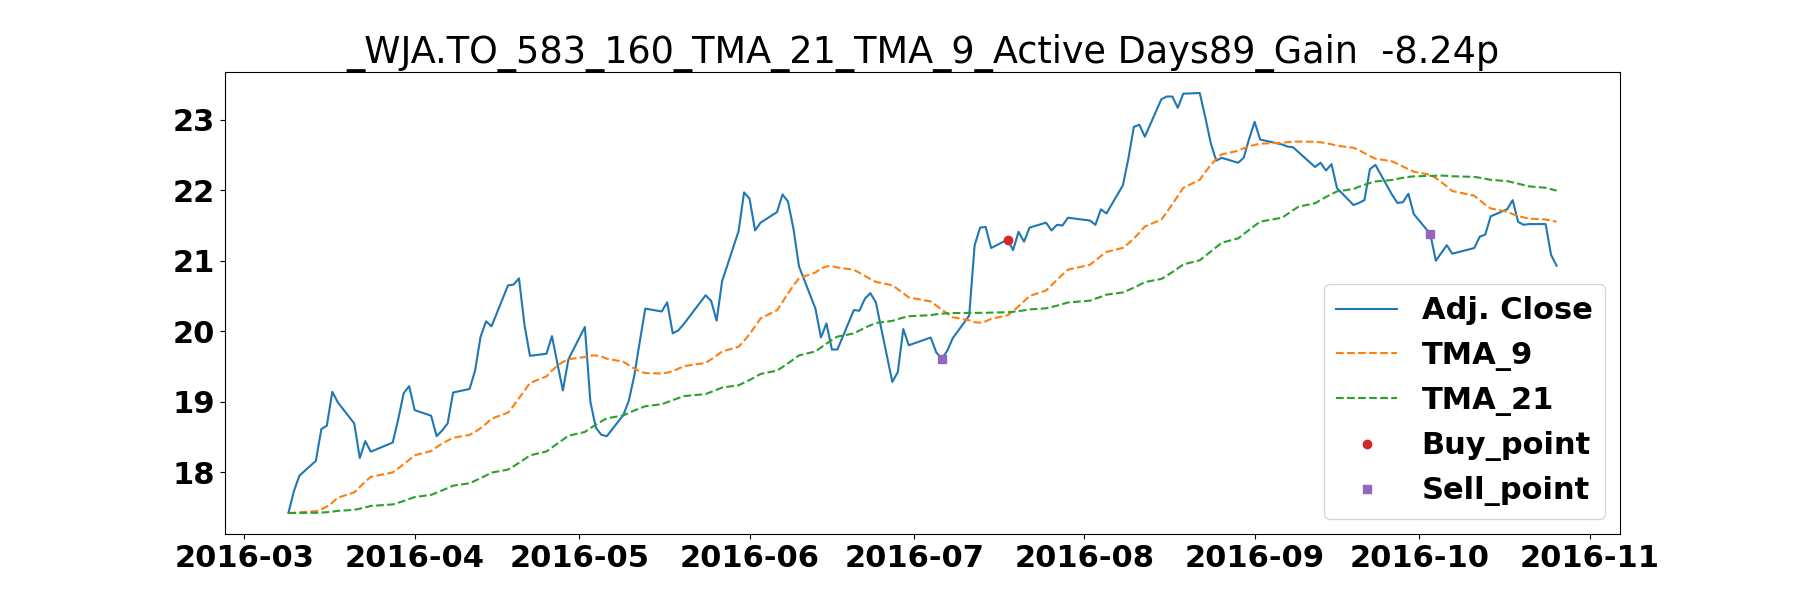 _WJA.TO_583_160_TMA_21_TMA_9_Active Days89_Gain  -8.24p
23
22
21
20
19
18
Adj. Close
TMA_9
TMA_21
Buy_point
Sell_point
2016-03 2016-04 2016-05 2016-06 2016-07 2016-08 2016-09 2016-10 2016-11